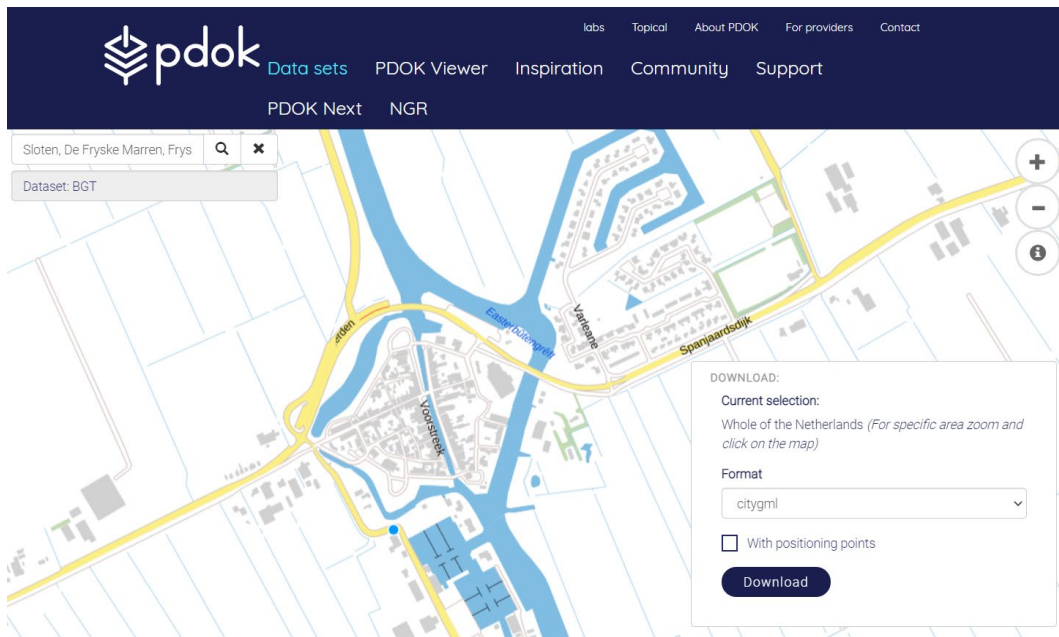 labs Topical About PDOK For providers Contact
pdok
Data sets PDOK Viewer Inspiration Community Support
PDOK Next NGR
Sloten, De Fryske Marren, Frys
Dataset: BGT
Easterbûtengrêft
Varleane
Spanjaardsdijk
Voorstreek
DOWNLOAD:
Current selection:
Whole of the Netherlands (For specific area zoom and
click on the map)
Format
citygml
With positioning points
Download